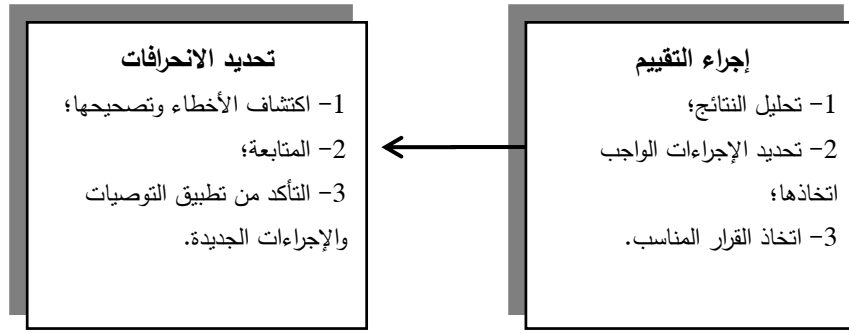 إجراء التقييم
1- تحليل النتائج؛
2- تحديد الإجراءات الواجب
اتخاذها؛
3- اتخاذ القرار المناسب.
تحديد الانحرافات
1- اكتشاف الأخطاء وتصحيحها؛
2- المتابعة؛
3- التأكد من تطبيق التوصيات
والإجراءات الجديدة.